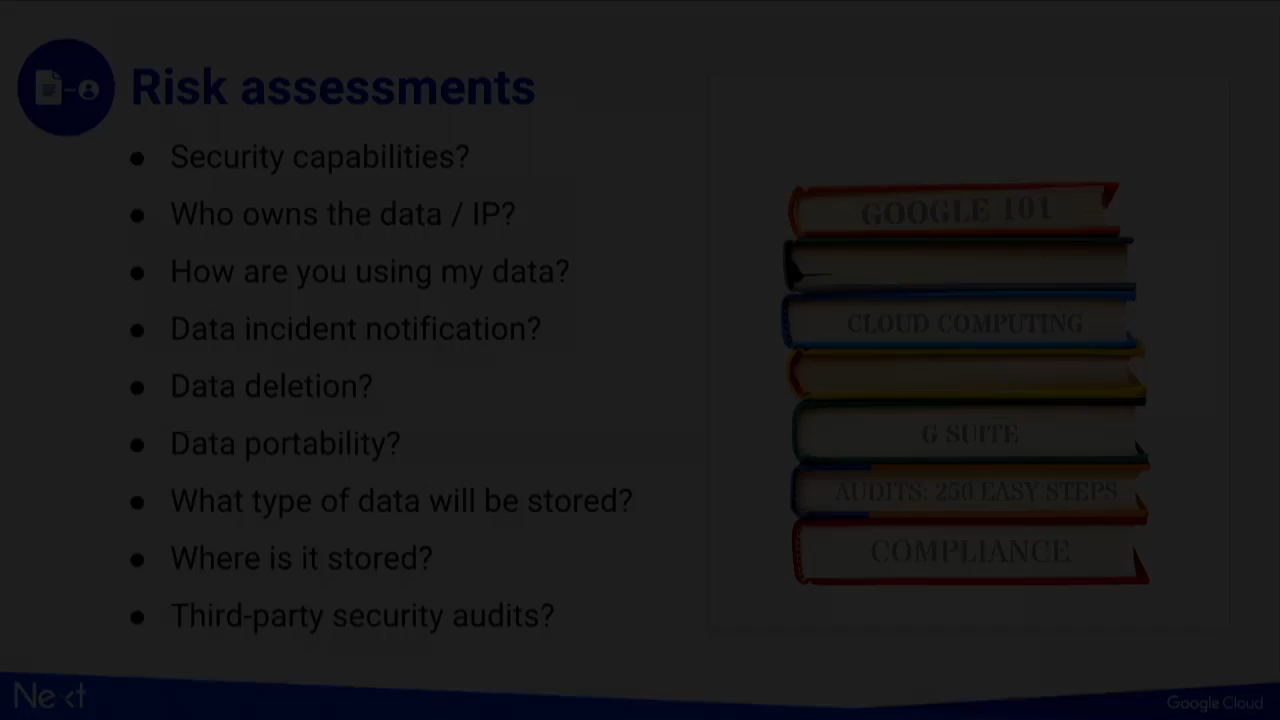 Risk assessments
Security capabilities?
Who owns the data / IP?
How are you using my data?
Data incident notification?
Data deletion?
Data portability?
What type of data will be stored?
Where is it stored?
Third-party security audits?
GOOGLE 101
CLOUD COMPUTING
G SUITE
AUDITS: 250 EASY STEPS
COMPLIANCE
Next
Google Cloud